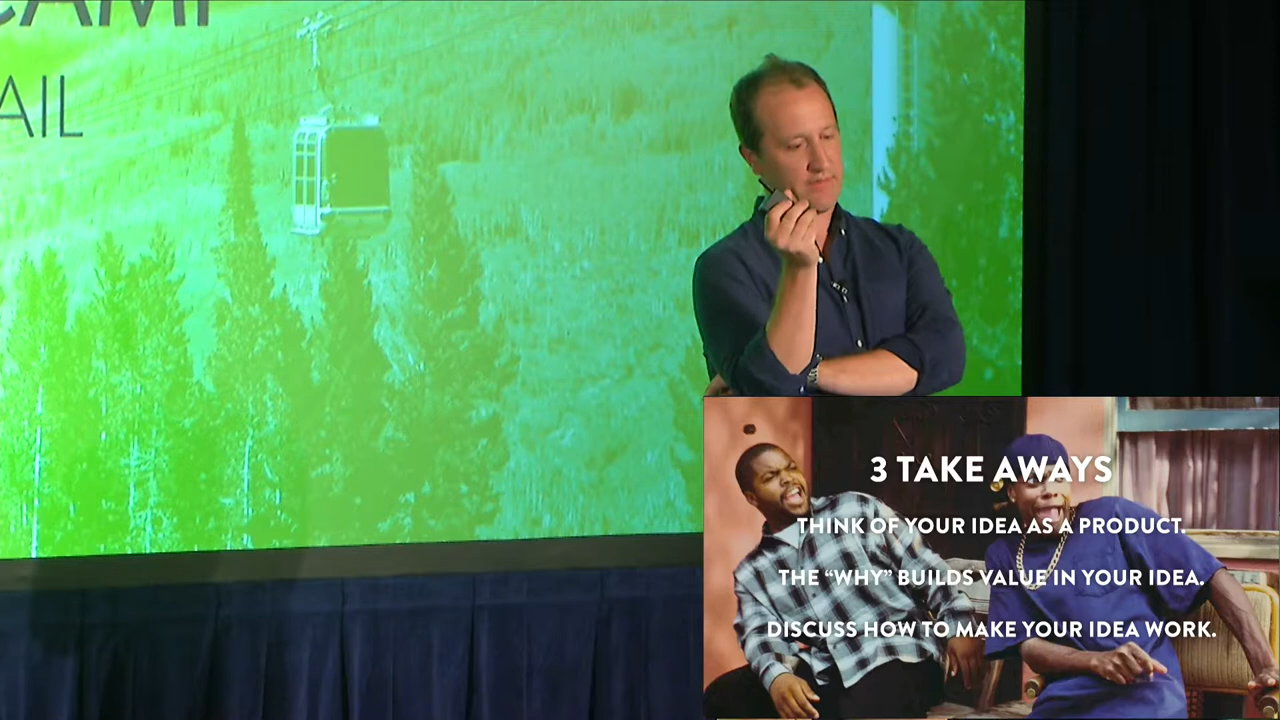 AIL
3 TAKE AWAYS
THINK OF YOUR IDEA AS A PRODUCT.
THE “WHY” BUILDS VALUE IN YOUR IDEA.
DISCUSS HOW TO MAKE YOUR IDEA WORK.